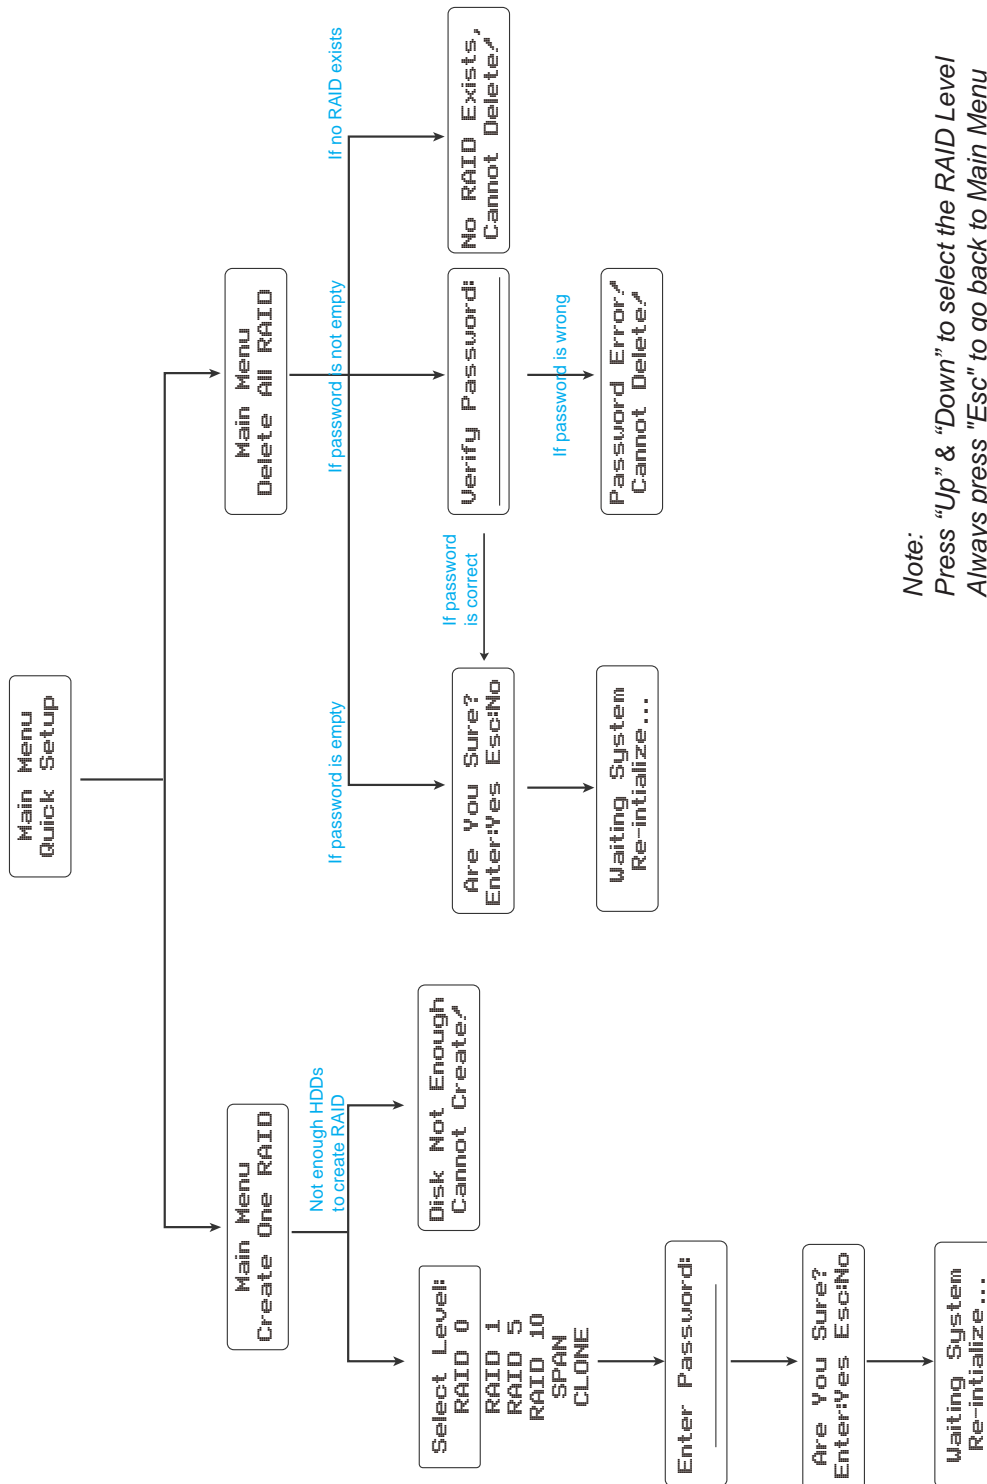 Main Menu
Quick Setup
Main Menu
Create One RAID
Not enough HDDs
to create RAID
Select Level:
RAID 0
RAID 1
RAID 5
RAID 10
SPAN
CLONE
Disk Not Enough
Cannot Create!
Enter Password:
Are You Sure?
Enter:Yes Esc:No
Waiting System
Re-intialize...
Main Menu
Delete All RAID
If password is empty
If password is not empty
If no RAID exists
Are You Sure?
Enter:Yes Esc:No
If password
is correct
Verify Password:
No RAID Exists,
Cannot Delete!
Waiting System
Re-intialize...
If password is wrong
Password Error!
Cannot Delete!
Note:
Press “Up” & “Down” to select the RAID Level
Always press "Esc" to go back to Main Menu